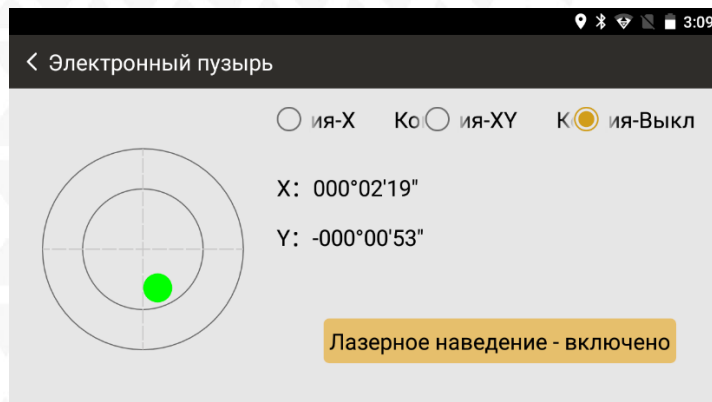 3:09
Электронный пузырь
ия-X Ко ия-XY К ия-Выкл
X: 000°02'19"
Y: -000°00'53"
Лазерное наведение - включено